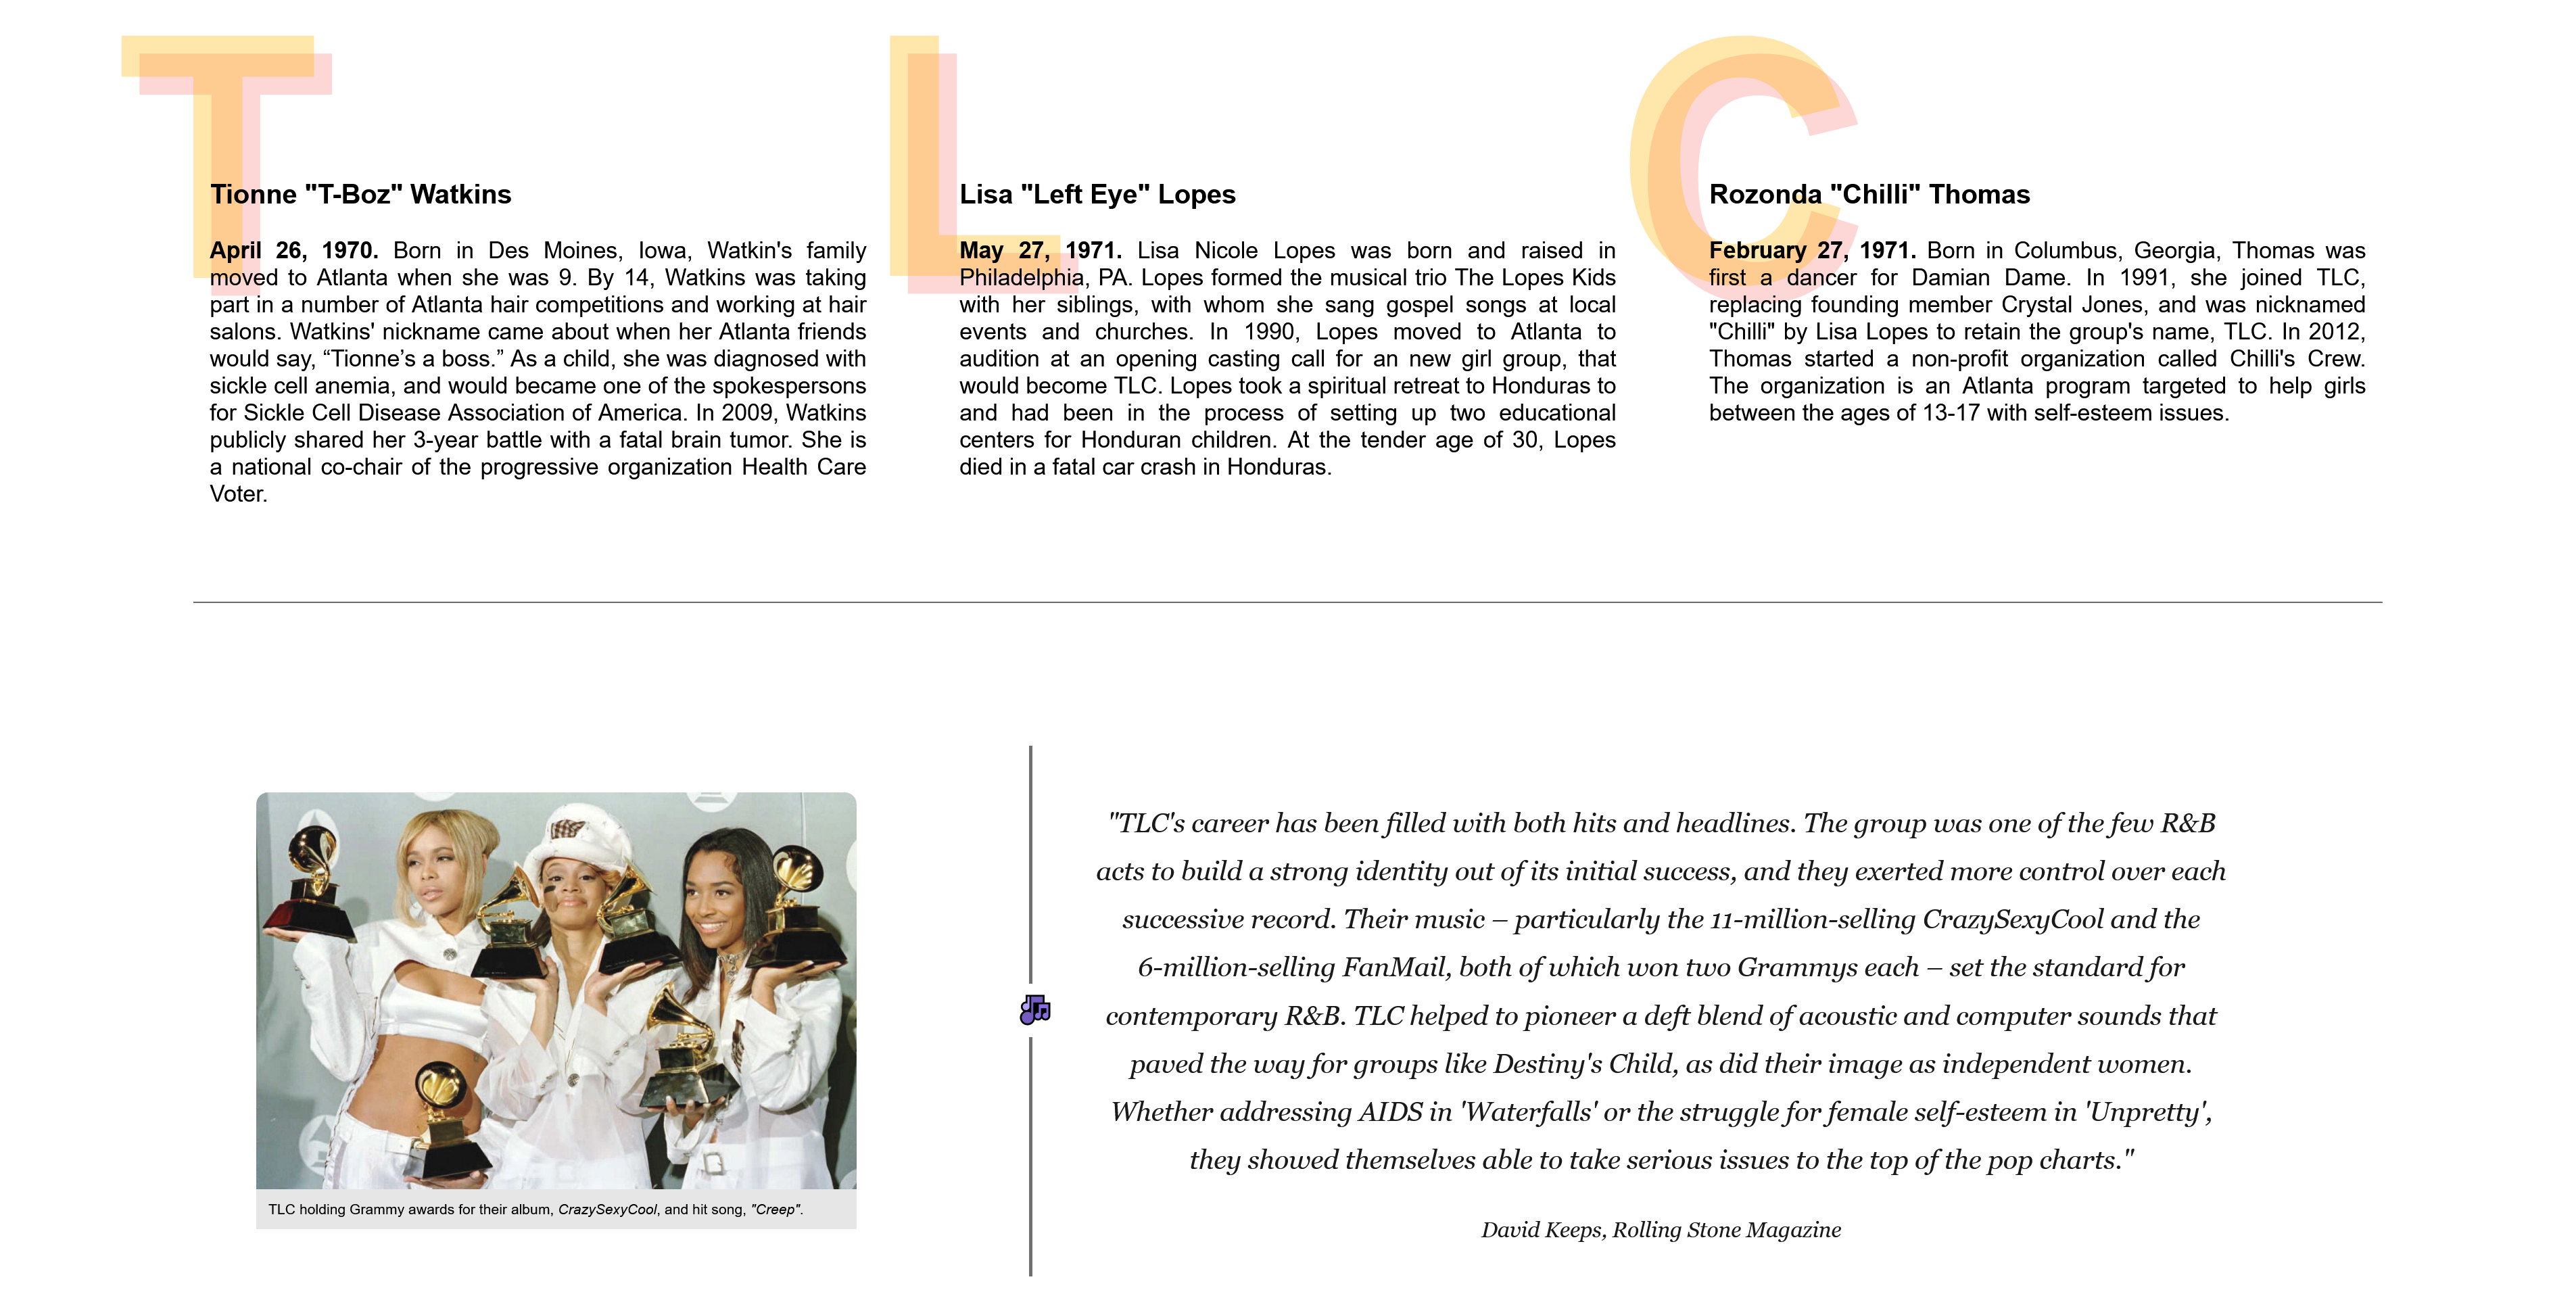 T
Tionne "T-Boz" Watkins
April 26, 1970. Born in Des Moines, Iowa, Watkin's family
moved to Atlanta when she was 9. By 14, Watkins was taking
part in a number of Atlanta hair competitions and working at hair
salons. Watkins' nickname came about when her Atlanta friends
would say, “Tionne’s a boss.” As a child, she was diagnosed with
sickle cell anemia, and would became one of the spokespersons
for Sickle Cell Disease Association of America. In 2009, Watkins
publicly shared her 3-year battle with a fatal brain tumor. She is
a national co-chair of the progressive organization Health Care
Voter.
L
Lisa "Left Eye" Lopes
May 27, 1971. Lisa Nicole Lopes was born and raised in
Philadelphia, PA. Lopes formed the musical trio The Lopes Kids
with her siblings, with whom she sang gospel songs at local
events and churches. In 1990, Lopes moved to Atlanta to
audition at an opening casting call for an new girl group, that
would become TLC. Lopes took a spiritual retreat to Honduras to
and had been in the process of setting up two educational
centers for Honduran children. At the tender age of 30, Lopes
died in a fatal car crash in Honduras.
C
Rozonda "Chilli" Thomas
February 27, 1971. Born in Columbus, Georgia, Thomas was
first a dancer for Damian Dame. In 1991, she joined TLC,
replacing founding member Crystal Jones, and was nicknamed
"Chilli" by Lisa Lopes to retain the group's name, TLC. In 2012,
Thomas started a non-profit organization called Chilli's Crew.
The organization is an Atlanta program targeted to help girls
between the ages of 13-17 with self-esteem issues.
TLC holding Grammy awards for their album, CrazySexyCool, and hit song, "Creep".
"TLC's career has been filled with both hits and headlines. The group was one of the few R&B
acts to build a strong identity out of its initial success, and they exerted more control over each
successive record. Their music – particularly the 11-million-selling CrazySexyCool and the
6-million-selling FanMail, both of which won two Grammys each – set the standard for
contemporary R&B. TLC helped to pioneer a deft blend of acoustic and computer sounds that
paved the way for groups like Destiny's Child, as did their image as independent women.
Whether addressing AIDS in 'Waterfalls' or the struggle for female self-esteem in 'Unpretty',
they showed themselves able to take serious issues to the top of the pop charts."
David Keeps, Rolling Stone Magazine